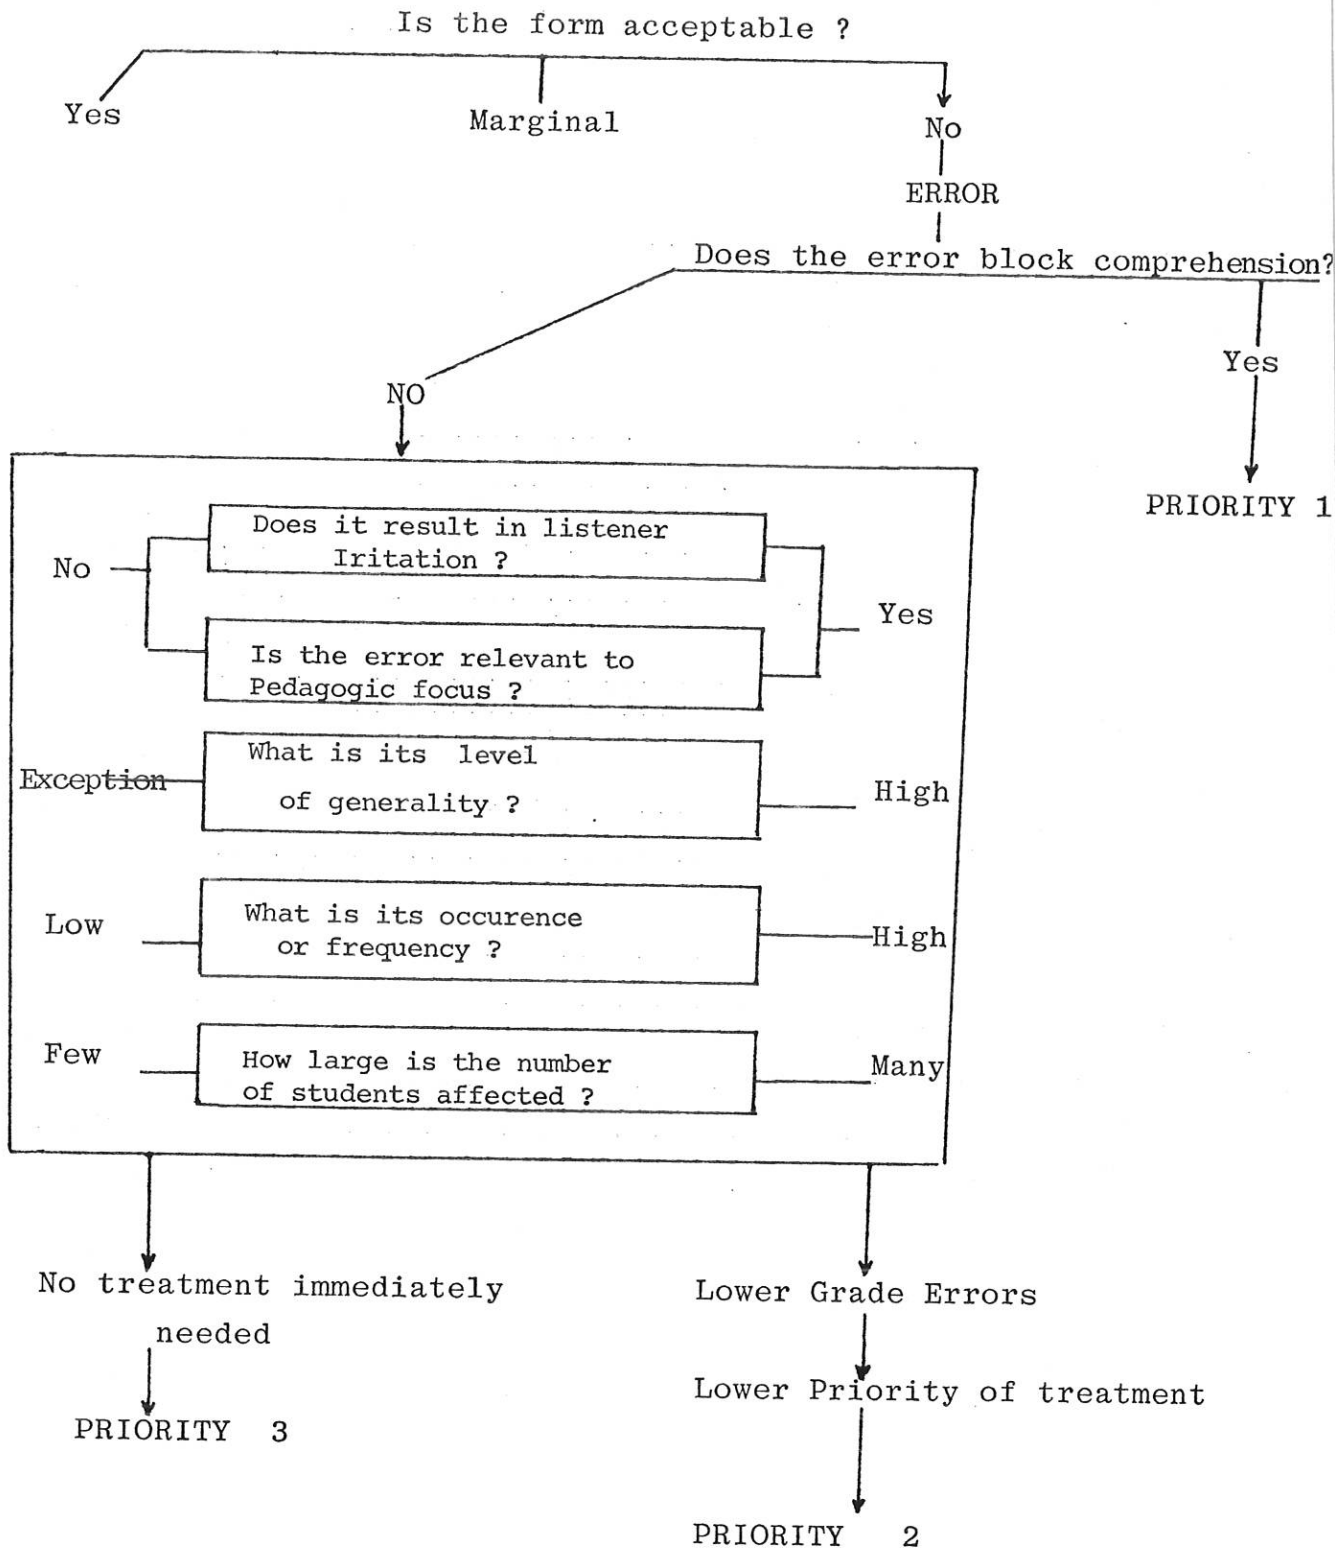 Is the form acceptable ?
Yes
Marginal
No
ERROR
Does the error block comprehension?
Yes
NO
PRIORITY 1
Does it result in listener
Iritation ?
No
Yes
Is the error relevant to
Pedagogic focus ?
What is its level
Exception
High
of generality ?
What is its occurence
Low
High
or frequency ?
Few
How large is the number
Many
of students affected ?
No treatment immediately
needed
Lower Grade Errors
Lower Priority of treatment
PRIORITY 3
PRIORITY 2